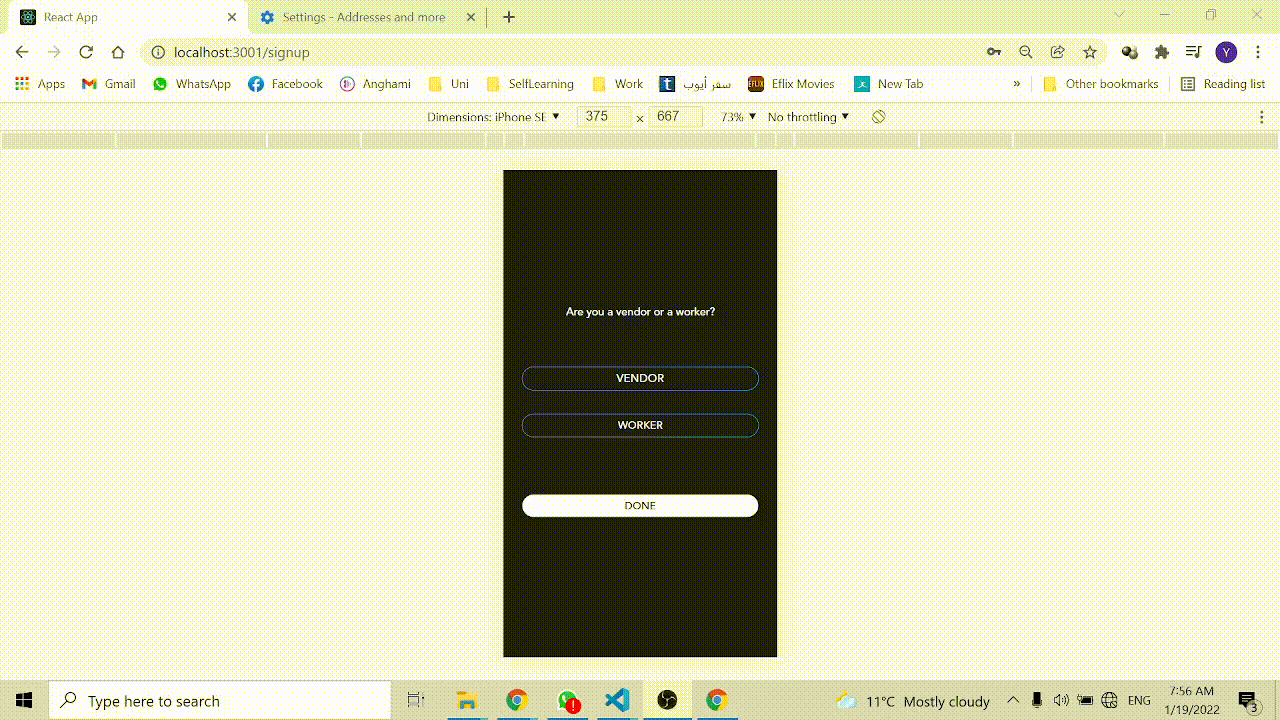 React App
Settings - Addresses and more
localhost:3001/signup
Y
Apps
Gmail
WhatsApp
Facebook
Anghami
Uni
SelfLearning
Work
t
سفر أيوب
EFLIX
Eflix Movies
New Tab
»
Other bookmarks
Reading list
Dimensions: iPhone SE
375 × 667
73%
No throttling
Are you a vendor or a worker?
VENDOR
WORKER
DONE
Type here to search
11°C Mostly cloudy
ENG
7:56 AM
1/19/2022
3